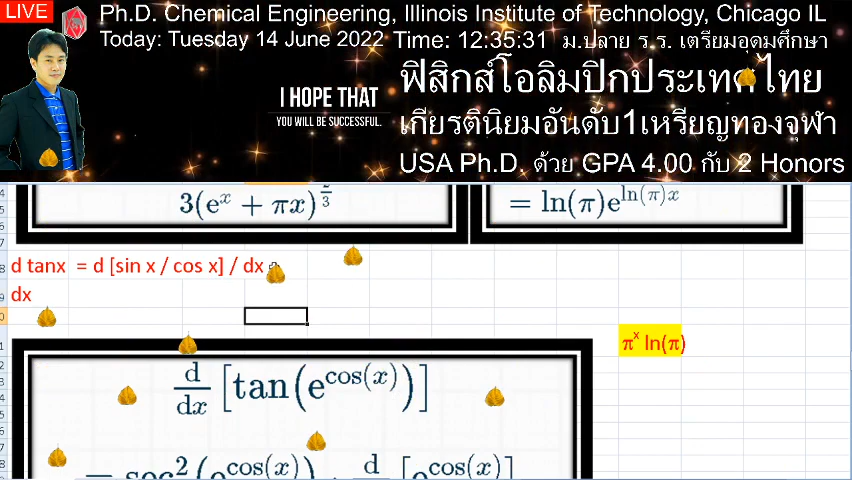 LIVE
Ph.D. Chemical Engineering, Illinois Institute of Technology, Chicago IL
Today: Tuesday 14 June 2022 Time: 12:35:31 ม.ปลาย ร.ร. เตรียมอุดมศึกษา
ฟิสิกส์โอลิมปิกประเทศไทย
I HOPE THAT
YOU WILL BE SUCCESSFUL.
เกียรตินิยมอันดับ1เหรียญทองจุฬา
USA Ph.D. ด้วย GPA 4.00 กับ 2 Honors
3(eˣ + πx)^(2/3)
= ln(π)e^(ln(π)x)
d tanx = d [sin x / cos x] / dx
dx
πˣ ln(π)
d/dx [tan(e^cos(x))]
= sec²(e^cos(x)) · d/dx [e^cos(x)]